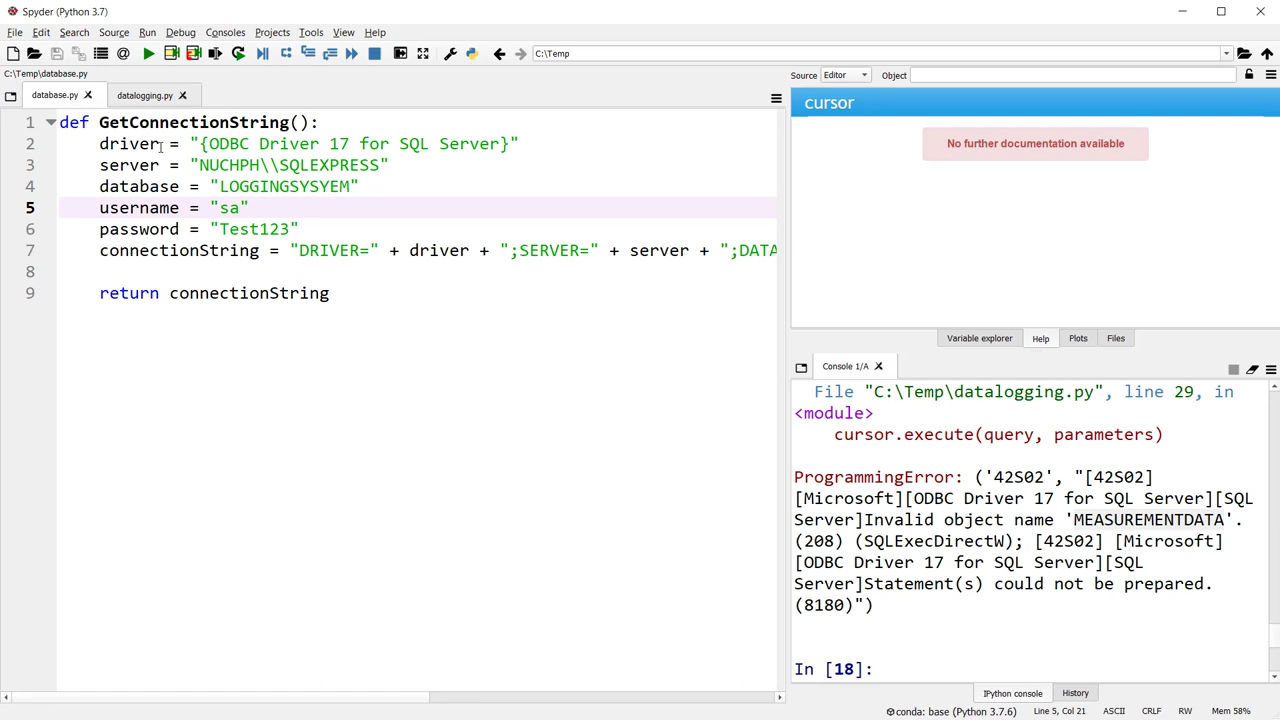 Spyder (Python 3.7)
File Edit Search Source Run Debug Consoles Projects Tools View Help
C:\Temp
C:\Temp\database.py
database.py datalogging.py
1 def GetConnectionString():
2 driver = "{ODBC Driver 17 for SQL Server}"
3 server = "NUCHPH\\SQLEXPRESS"
4 database = "LOGGINGSYSYEM"
5 username = "sa"
6 password = "Test123"
7 connectionString = "DRIVER=" + driver + ";SERVER=" + server + ";DATA
8
9 return connectionString
Source Editor Object
cursor
No further documentation available
Variable explorer Help Plots Files
Console 1/A
File "C:\Temp\datalogging.py", line 29, in
<module>
cursor.execute(query, parameters)
ProgrammingError: ('42S02', "[42S02]
[Microsoft][ODBC Driver 17 for SQL Server][SQL
Server]Invalid object name 'MEASUREMENTDATA'.
(208) (SQLExecDirectW); [42S02] [Microsoft]
[ODBC Driver 17 for SQL Server][SQL
Server]Statement(s) could not be prepared.
(8180)")
In [18]:
IPython console History
conda: base (Python 3.7.6) Line 5, Col 21 ASCII CRLF RW Mem 58%